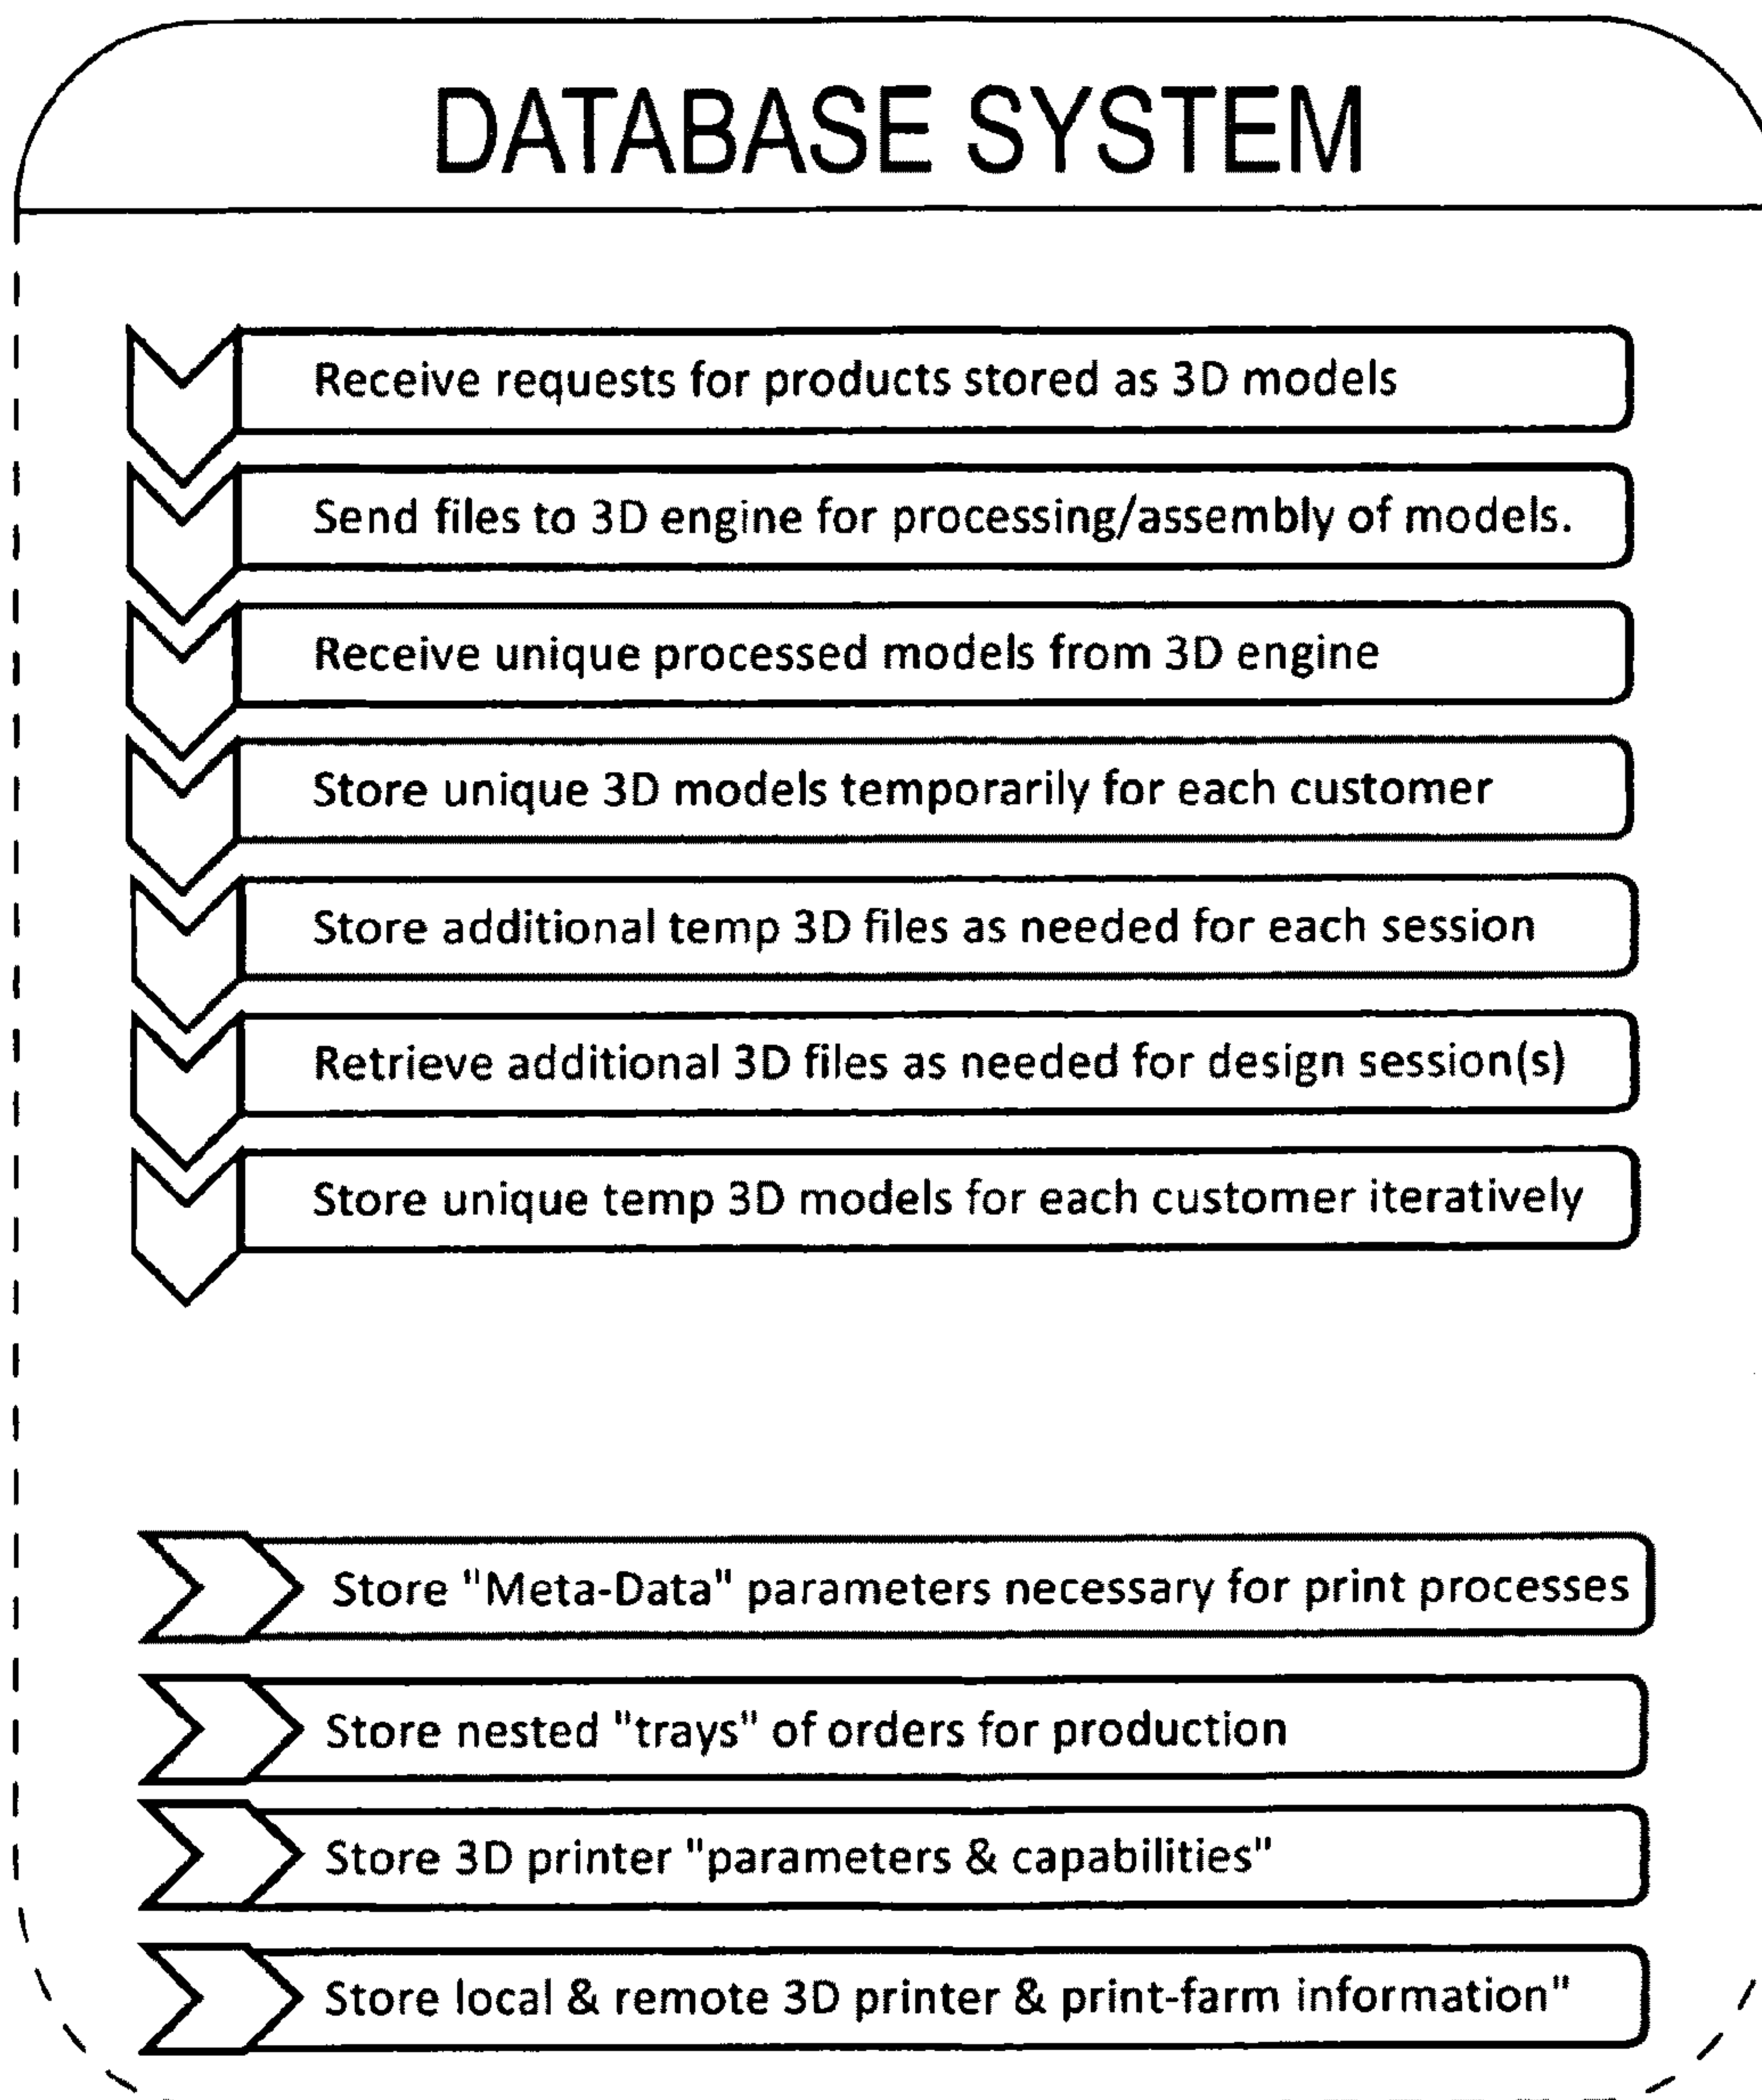 DATABASE SYSTEM
Receive requests for products stored as 3D models
Send files to 3D engine for processing/assembly of models.
Receive unique processed models from 3D engine
Store unique 3D models temporarily for each customer
Store additional temp 3D files as needed for each session
Retrieve additional 3D files as needed for design session(s)
Store unique temp 3D models for each customer iteratively
Store "Meta-Data" parameters necessary for print processes
Store nested "trays" of orders for production
Store 3D printer "parameters & capabilities"
Store local & remote 3D printer & print-farm information"